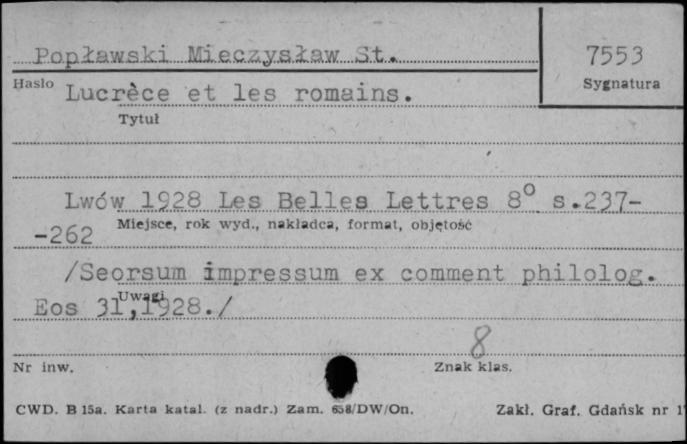 Popławski Mieczysław St.
7553
Hasło
Sygnatura
Lucrèce et les romains.
Tytuł
Lwów 1928 Les Belles Lettres 8° s.237-
Miejsce, rok wyd., nakładca, format, objętość
-262
/Seorsum impressum ex comment philolog.
Uwagi
Eos 31,1928./
8
Nr inw.
Znak klas.
CWD. B 15a. Karta katal. (z nadr.) Zam. 658/DW/On.
Zakł. Graf. Gdańsk nr 1